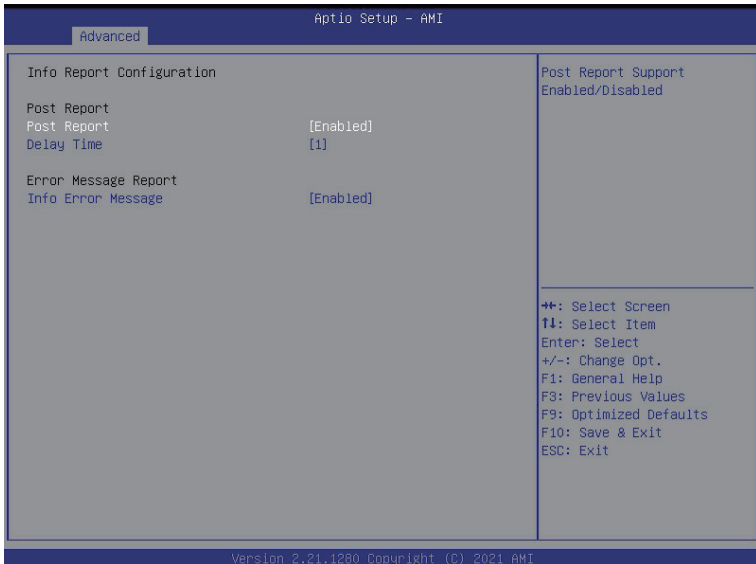 Aptio Setup – AMI
Advanced
Info Report Configuration
Post Report
Post Report [Enabled]
Delay Time [1]
Error Message Report
Info Error Message [Enabled]
Post Report Support
Enabled/Disabled
→←: Select Screen
↑↓: Select Item
Enter: Select
+/-: Change Opt.
F1: General Help
F3: Previous Values
F9: Optimized Defaults
F10: Save & Exit
ESC: Exit
Version 2.21.1280 Copyright (C) 2021 AMI